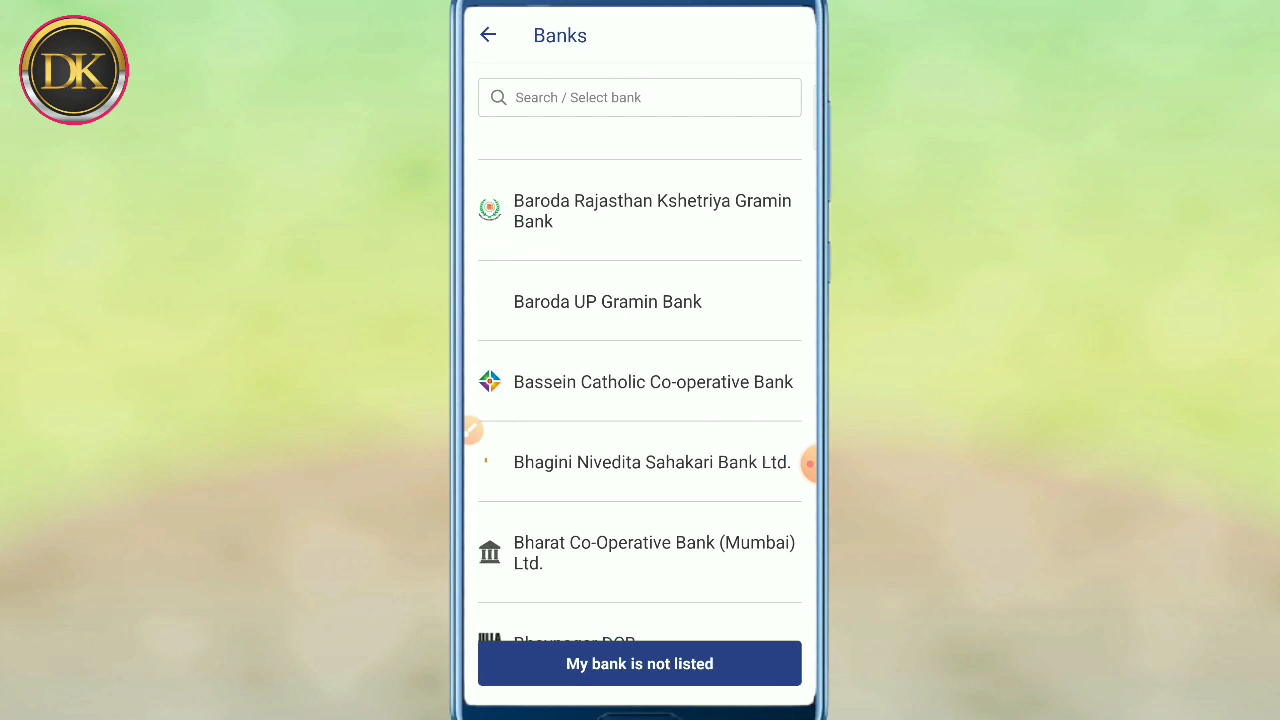 DK
Banks
Search / Select bank
Baroda Rajasthan Kshetriya Gramin
Bank
Baroda UP Gramin Bank
Bassein Catholic Co-operative Bank
Bhagini Nivedita Sahakari Bank Ltd.
Bharat Co-Operative Bank (Mumbai)
Ltd.
My bank is not listed